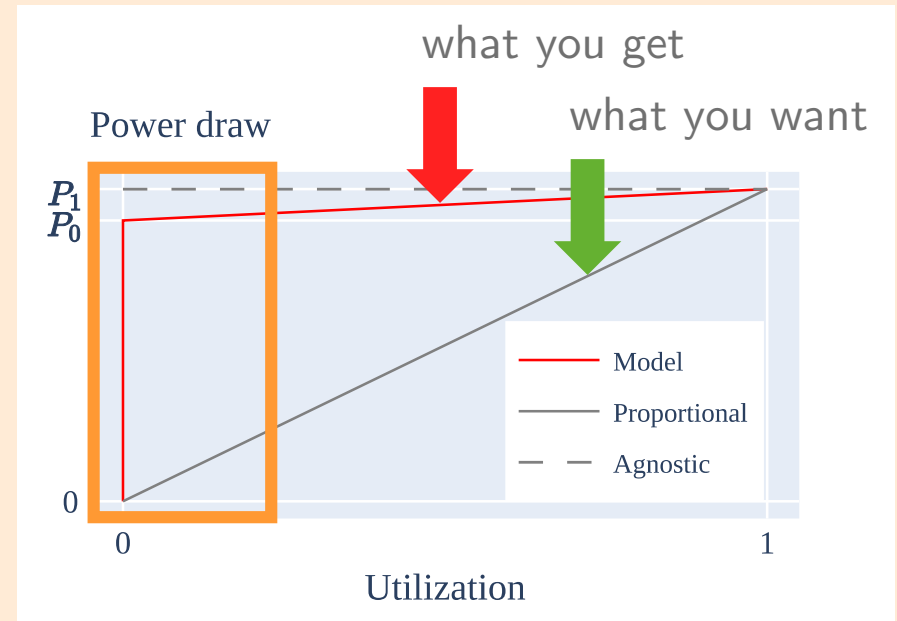 what you get
what you want
Power draw
P₁
P₀
0
0
1
Utilization
Model
Proportional
Agnostic